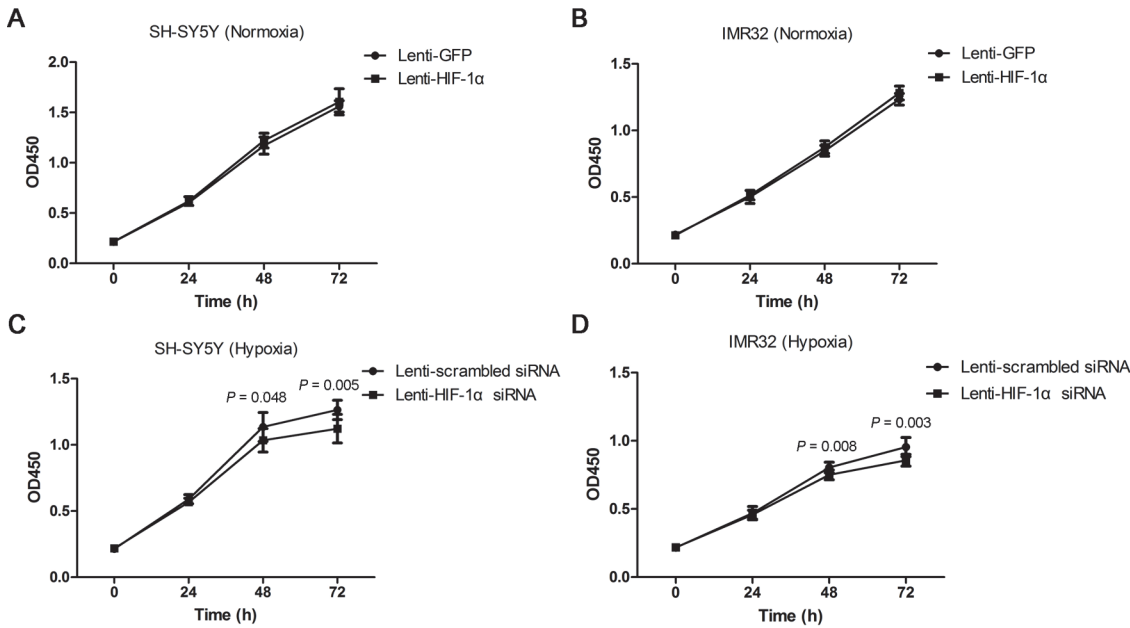 A
SH-SY5Y (Normoxia)
Lenti-GFP
Lenti-HIF-1α
2.0
1.5
1.0
0.5
0.0
OD450
0 24 48 72
Time (h)
B
IMR32 (Normoxia)
Lenti-GFP
Lenti-HIF-1α
1.5
1.0
0.5
0.0
OD450
0 24 48 72
Time (h)
C
SH-SY5Y (Hypoxia)
Lenti-scrambled siRNA
Lenti-HIF-1α siRNA
P = 0.048
P = 0.005
1.5
1.0
0.5
0.0
OD450
0 24 48 72
Time (h)
D
IMR32 (Hypoxia)
Lenti-scrambled siRNA
Lenti-HIF-1α siRNA
P = 0.008
P = 0.003
1.5
1.0
0.5
0.0
OD450
0 24 48 72
Time (h)